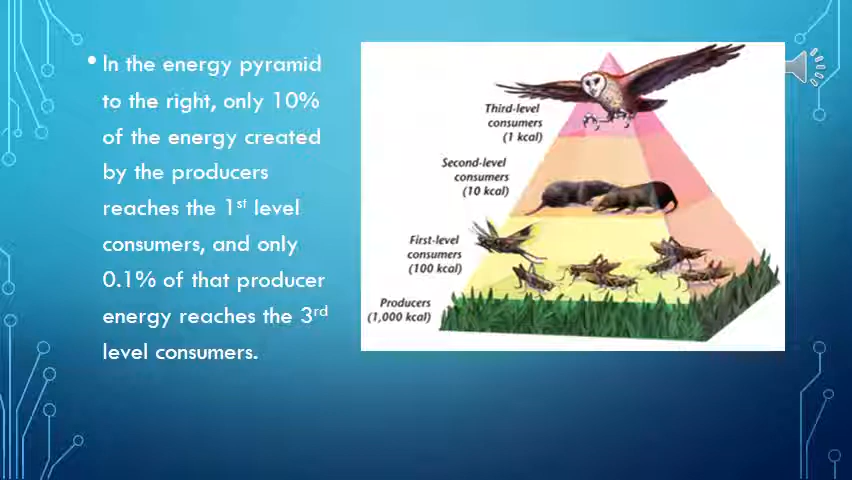 • In the energy pyramid
to the right, only 10%
of the energy created
by the producers
reaches the 1st level
consumers, and only
0.1% of that producer
energy reaches the 3rd
level consumers.
Third-level
consumers
(1 kcal)
Second-level
consumers
(10 kcal)
First-level
consumers
(100 kcal)
Producers
(1,000 kcal)